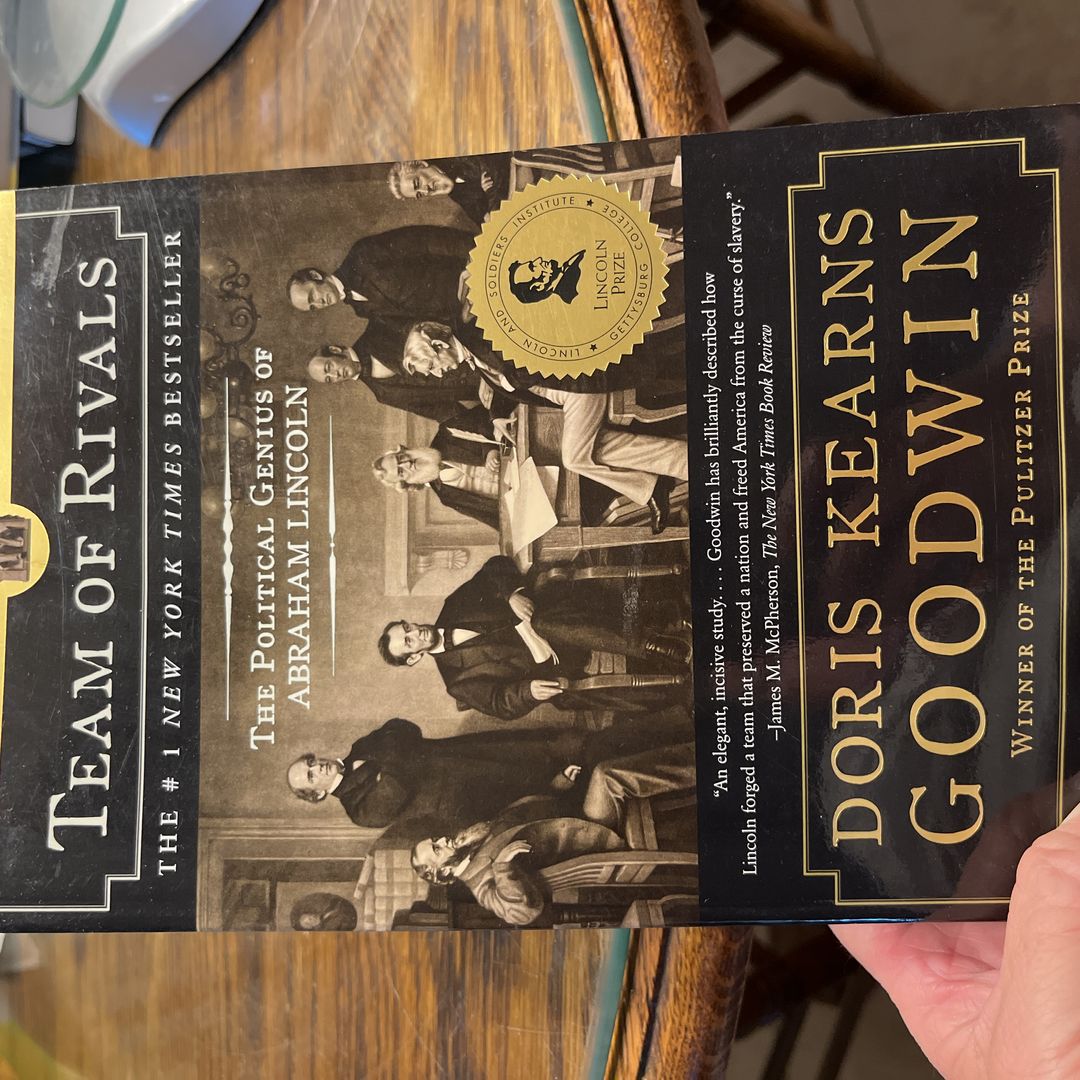 TEAM OF RIVALS
THE #1 NEW YORK TIMES BESTSELLER
THE POLITICAL GENIUS OF
ABRAHAM LINCOLN
LINCOLN AND SOLDIERS INSTITUTE ★ GETTYSBURG COLLEGE ★
LINCOLN
PRIZE
“An elegant, incisive study. . . . Goodwin has brilliantly described how
Lincoln forged a team that preserved a nation and freed America from the curse of slavery.”
–James M. McPherson, The New York Times Book Review
DORIS KEARNS
GOODWIN
WINNER OF THE PULITZER PRIZE